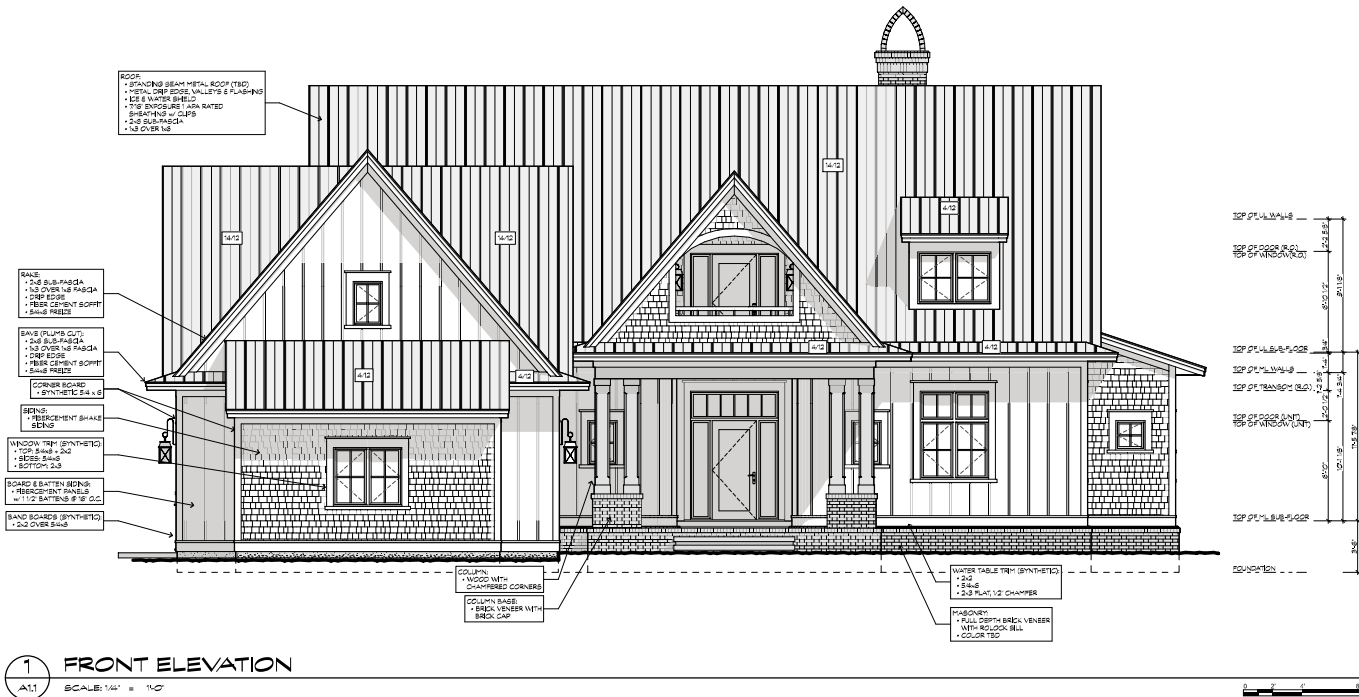 ROOF:
• STANDING SEAM METAL ROOF (TBD)
• METAL DRIP EDGE, VALLEYS & FLASHING
• ICE & WATER SHIELD
• 7/16" EXPOSURE 1 APA RATED
SHEATHING w/ CLIPS
• 2x8 SUB-FASCIA
• 1x3 OVER 1x8
14/12
4/12
14/12
14/12
RAKE:
• 2x8 SUB-FASCIA
• 1x3 OVER 1x8 FASCIA
• DRIP EDGE
• FIBER CEMENT SOFFIT
• 5/4x8 FRIEZE
EAVE (PLUMB CUT):
• 2x8 SUB-FASCIA
• 1x3 OVER 1x8 FASCIA
• DRIP EDGE
• FIBER CEMENT SOFFIT
• 5/4x8 FRIEZE
4/12
4/12
4/12
4/12
CORNER BOARD
• SYNTHETIC 5/4 x 6
SIDING:
• FIBERCEMENT SHAKE
SIDING
WINDOW TRIM (SYNTHETIC):
• TOP: 5/4x6 + 2x2
• SIDES: 5/4x6
• BOTTOM: 2x3
BOARD & BATTEN SIDING:
• FIBERCEMENT PANELS
w/ 1 1/2" BATTENS @ 16" O.C.
BAND BOARDS (SYNTHETIC)
• 2x2 OVER 5/4x8
COLUMN:
• WOOD WITH
CHAMFERED CORNERS
COLUMN BASE:
• BRICK VENEER WITH
BRICK CAP
WATER TABLE TRIM (SYNTHETIC):
• 2x2
• 5/4x6
• 2x3 FLAT, 1/2" CHAMFER
MASONRY:
• FULL DEPTH BRICK VENEER
WITH ROLOCK SILL
• COLOR TBD
TOP OF UL WALLS
TOP OF DOOR (R.O.)
TOP OF WINDOW(R.O.)
TOP OF UL SUB-FLOOR
TOP OF ML WALLS
TOP OF TRANSOM (R.O.)
TOP OF DOOR (UNIT)
TOP OF WINDOW (UNIT)
TOP OF ML SUB-FLOOR
FOUNDATION
1
A1.1
FRONT ELEVATION
SCALE: 1/4" = 1'-0"
0 2' 4' 8'